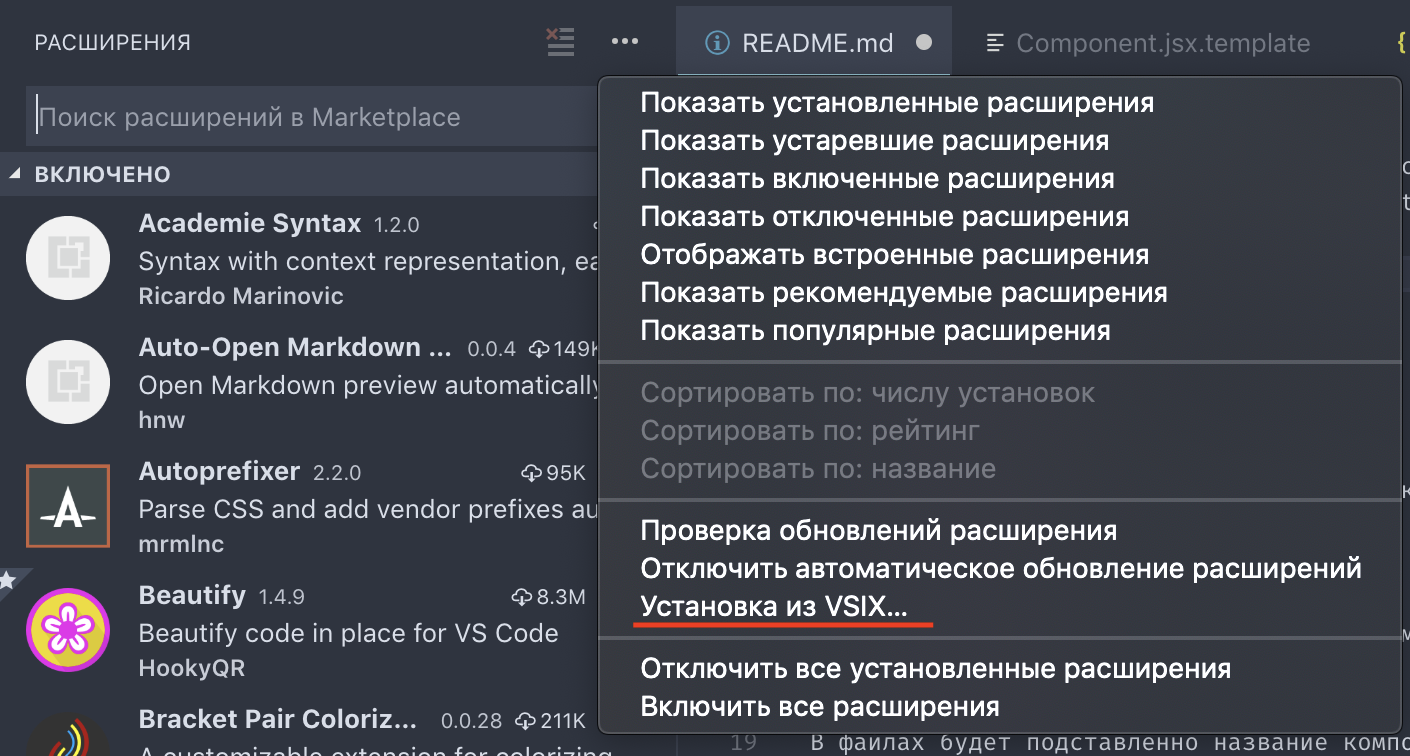 РАСШИРЕНИЯ
README.md
Component.jsx.template
Поиск расширений в Marketplace
ВКЛЮЧЕНО
Academie Syntax 1.2.0
Syntax with context representation,
Ricardo Marinovic
Auto-Open Markdown ... 0.0.4 149K
Open Markdown preview automatically
hnw
Autoprefixer 2.2.0 95K
Parse CSS and add vendor prefixes
mrmlnc
Beautify 1.4.9 8.3M
Beautify code in place for VS Code
HookyQR
Bracket Pair Coloriz... 0.0.28 211K
A customizable extension for colorizing
Показать установленные расширения
Показать устаревшие расширения
Показать включенные расширения
Показать отключенные расширения
Отображать встроенные расширения
Показать рекомендуемые расширения
Показать популярные расширения
Сортировать по: числу установок
Сортировать по: рейтинг
Сортировать по: название
Проверка обновлений расширения
Отключить автоматическое обновление расширений
Установка из VSIX...
Отключить все установленные расширения
Включить все расширения
19 В файлах будет подставленно название